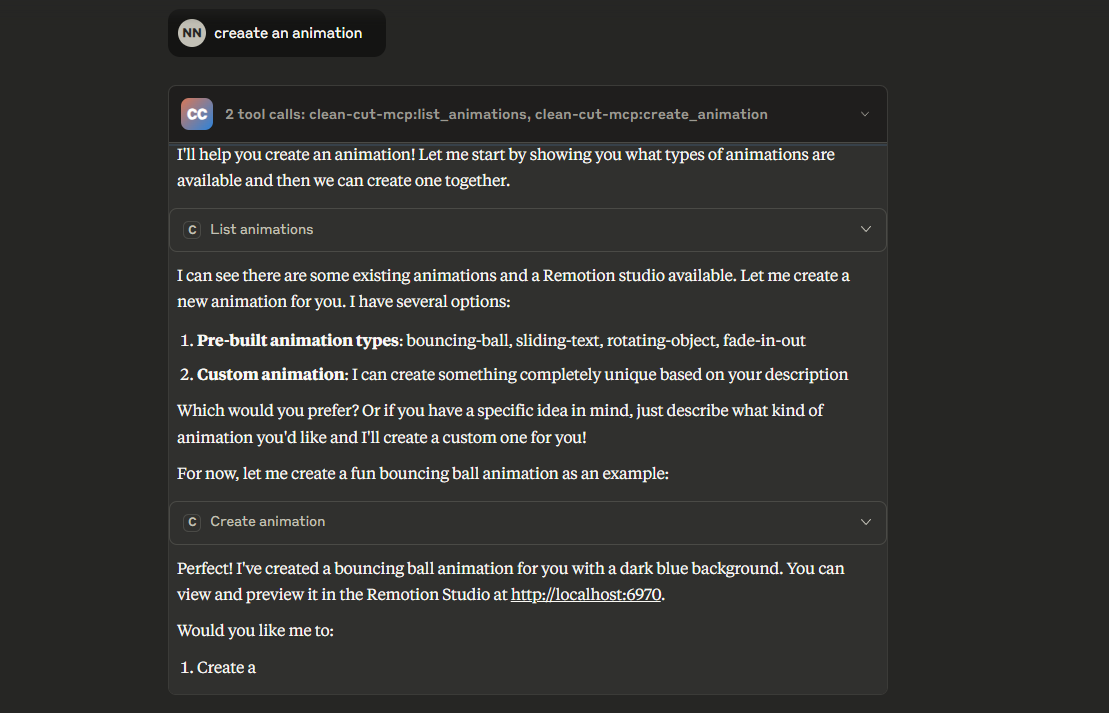 NN creaate an animation
CC 2 tool calls: clean-cut-mcp:list_animations, clean-cut-mcp:create_animation
I'll help you create an animation! Let me start by showing you what types of animations are
available and then we can create one together.
C List animations
I can see there are some existing animations and a Remotion studio available. Let me create a
new animation for you. I have several options:
1. Pre-built animation types: bouncing-ball, sliding-text, rotating-object, fade-in-out
2. Custom animation: I can create something completely unique based on your description
Which would you prefer? Or if you have a specific idea in mind, just describe what kind of
animation you'd like and I'll create a custom one for you!
For now, let me create a fun bouncing ball animation as an example:
C Create animation
Perfect! I've created a bouncing ball animation for you with a dark blue background. You can
view and preview it in the Remotion Studio at http://localhost:6970.
Would you like me to:
1. Create a